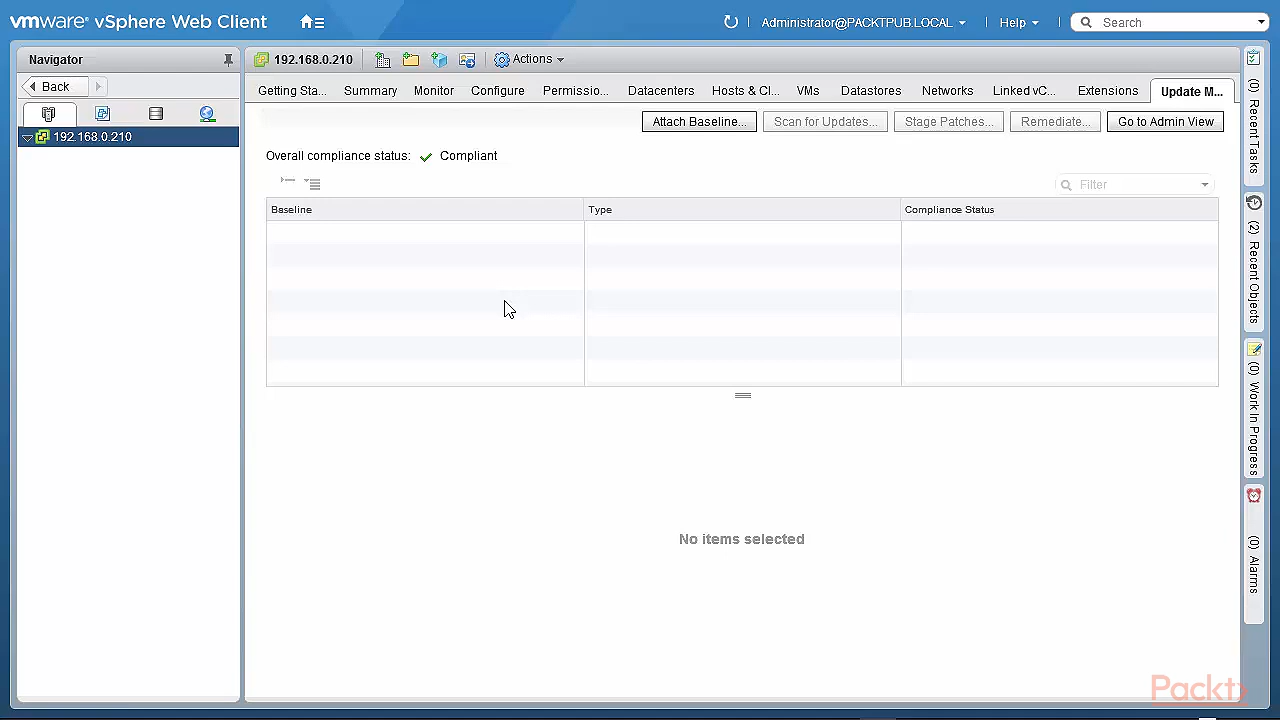 vmware® vSphere Web Client
Administrator@PACKTPUB.LOCAL
Help
Search
Navigator
Back
192.168.0.210
192.168.0.210
Actions
Getting Sta...
Summary
Monitor
Configure
Permissio...
Datacenters
Hosts & Cl...
VMs
Datastores
Networks
Linked vC...
Extensions
Update M...
Attach Baseline...
Scan for Updates...
Stage Patches...
Remediate...
Go to Admin View
Overall compliance status: Compliant
Filter
Baseline
Type
Compliance Status
No items selected
(0) Recent Tasks
(2) Recent Objects
(0) Work In Progress
(0) Alarms
Packt